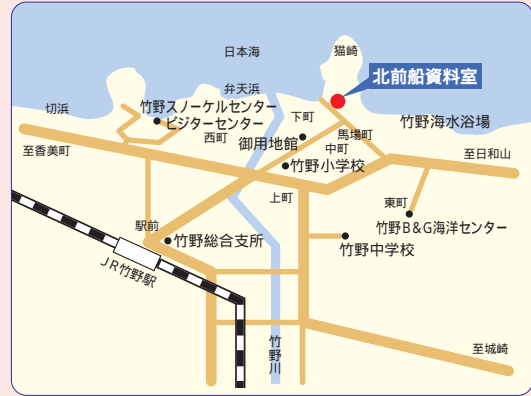 日本海
猫崎
北前船資料室
弁天浜
切浜
竹野スノーケルセンター
ビジターセンター
下町
竹野海水浴場
西町
御用地館
馬場町
中町
至香美町
竹野小学校
至日和山
上町
東町
駅前
竹野総合支所
竹野B&G海洋センター
竹野中学校
JR竹野駅
竹野川
至城崎